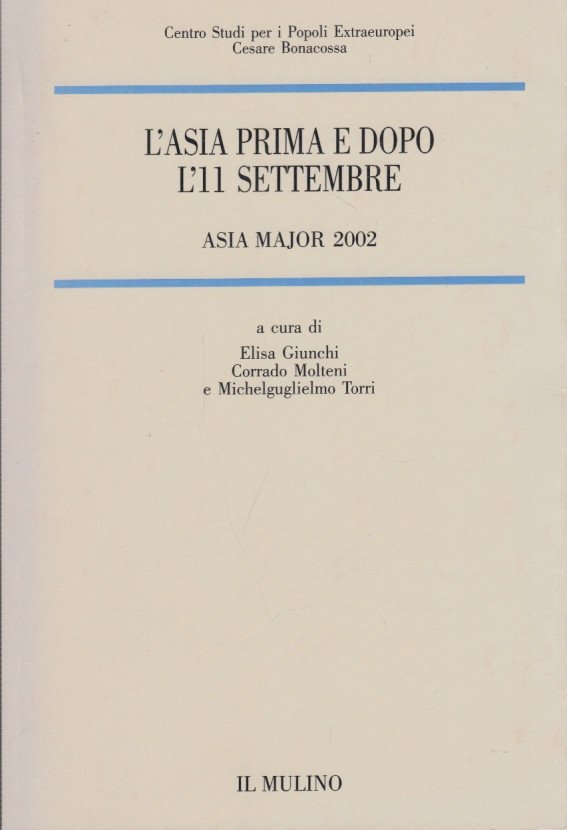 Centro Studi per i Popoli Extraeuropei
Cesare Bonacossa
L'ASIA PRIMA E DOPO
L'11 SETTEMBRE
ASIA MAJOR 2002
a cura di
Elisa Giunchi
Corrado Molteni
e Michelguglielmo Torri
IL MULINO